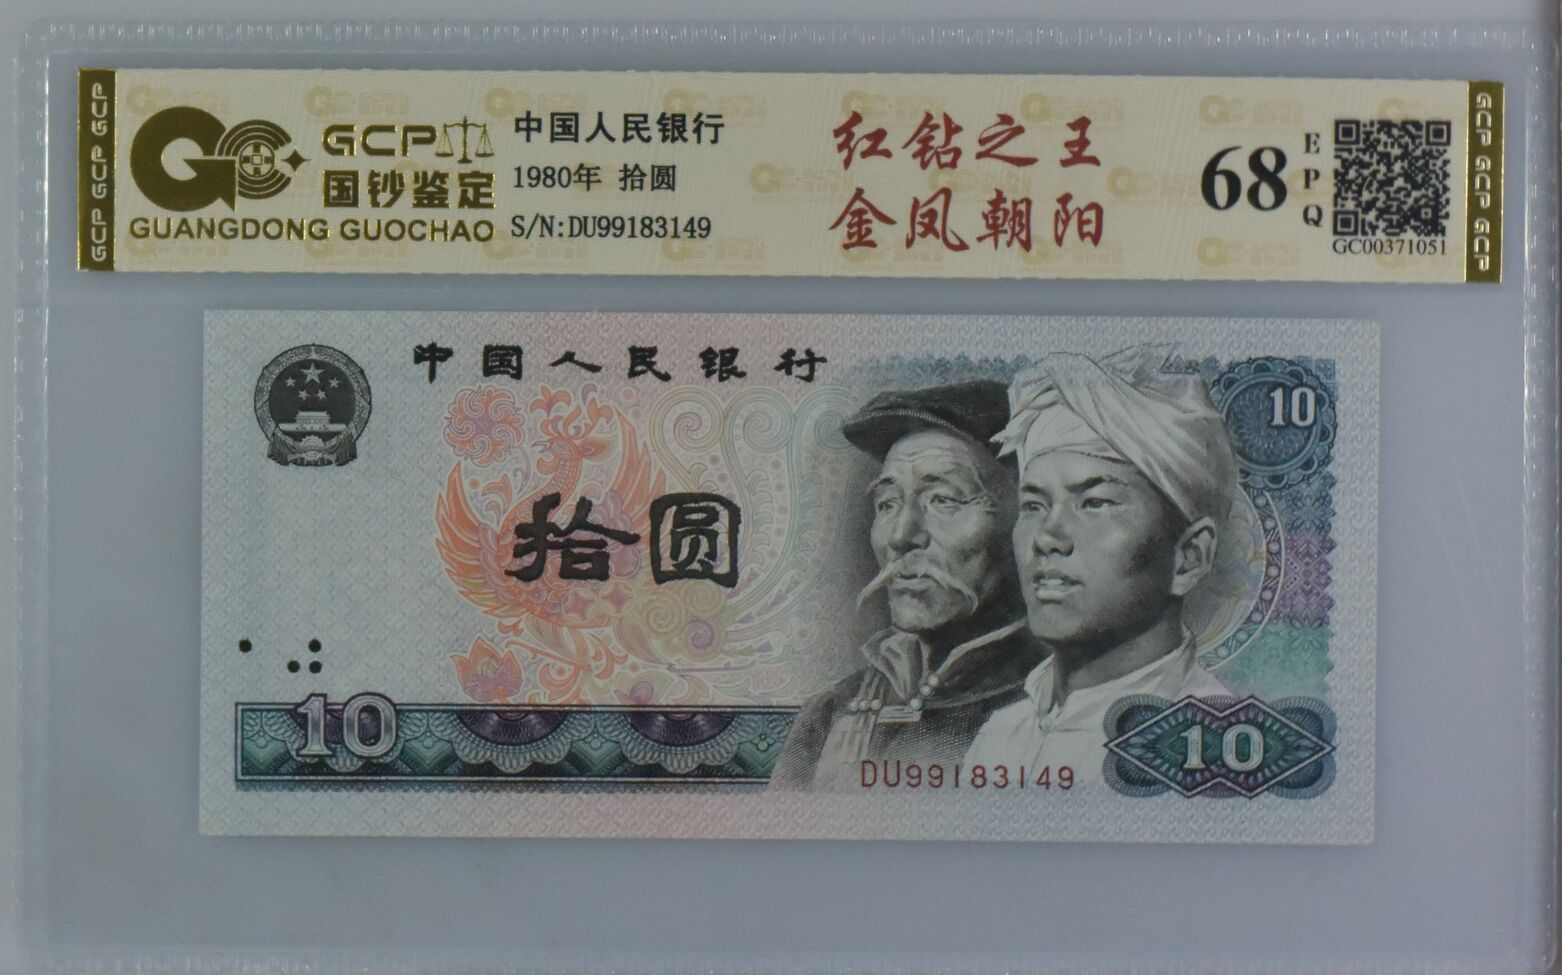 GCP GCP GCP
GCP
国钞鉴定
GUANGDONG GUOCHAO
中国人民银行
1980年 拾圆
S/N:DU99183149
红钻之王
金凤朝阳
68
EPQ
GC00371051
GCP GCP GCP
中国人民银行
10
拾圆
10
DU99183149
10